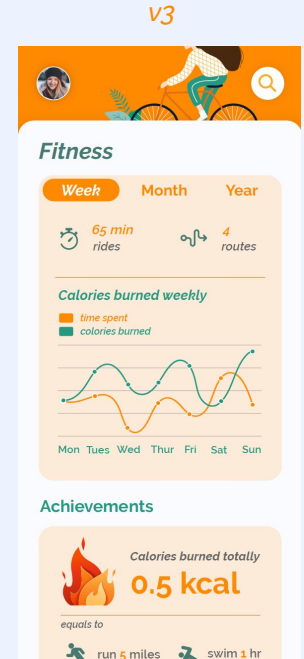 v3
Fitness
Week Month Year
65 min
rides
4
routes
Calories burned weekly
time spent
colories burned
Mon Tues Wed Thur Fri Sat Sun
Achievements
Calories burned totally
0.5 kcal
equals to
run 5 miles
swim 1 hr